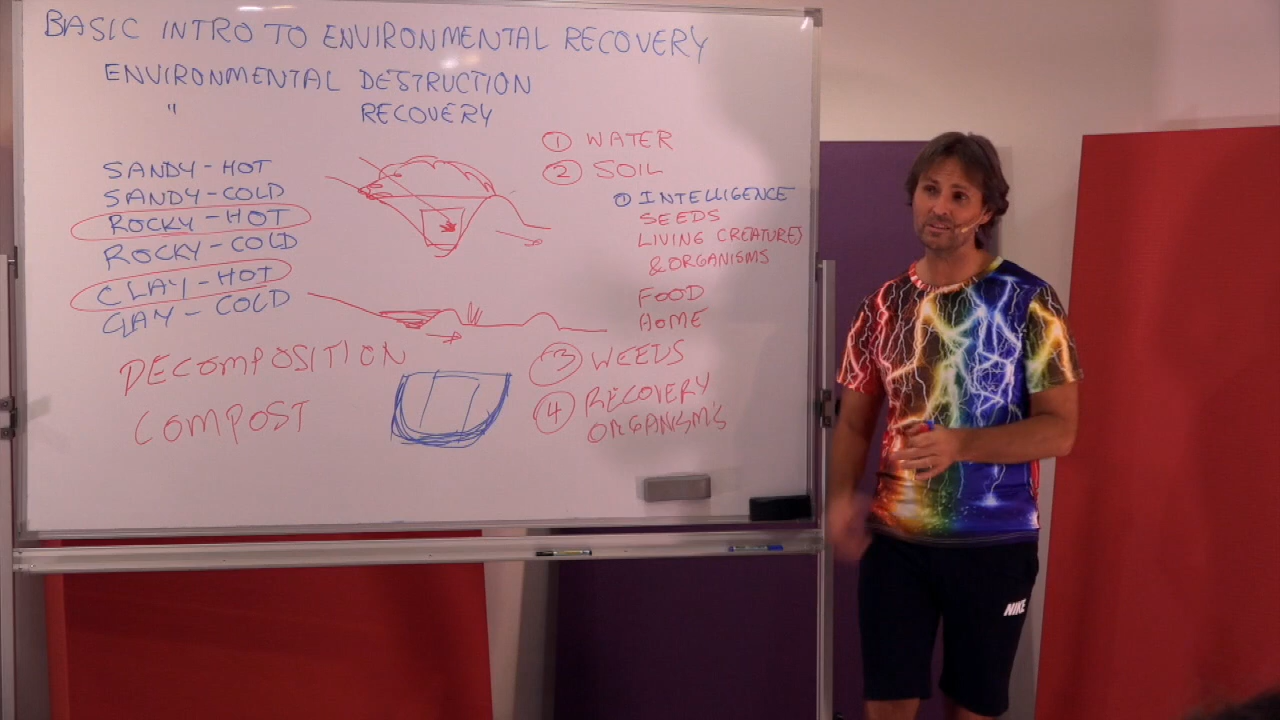 BASIC INTRO TO ENVIRONMENTAL RECOVERY
ENVIRONMENTAL DESTRUCTION
" RECOVERY
SANDY-HOT
SANDY-COLD
ROCKY-HOT
ROCKY-COLD
CLAY-HOT
CLAY-COLD
DECOMPOSITION
COMPOST
① WATER
② SOIL
① INTELLIGENCE
SEEDS
LIVING CREATURES
& ORGANISMS
FOOD
HOME
③ WEEDS
④ RECOVERY
ORGANISM'S
NIKE